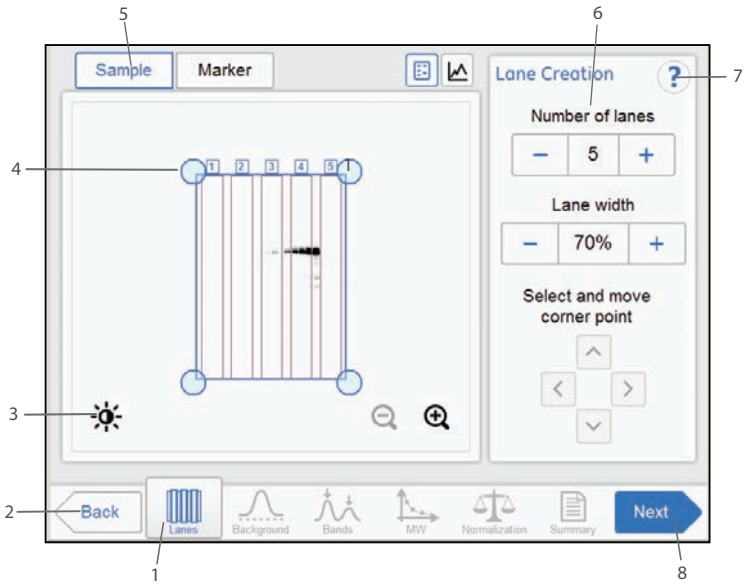 5
6
Sample
Marker
Lane Creation
?
7
Number of lanes
4
1
2
3
4
5
1
− 5 +
Lane width
− 70% +
Select and move
corner point
3
2
Back
Lanes
Background
Bands
MW
Normalization
Summary
Next
1
8